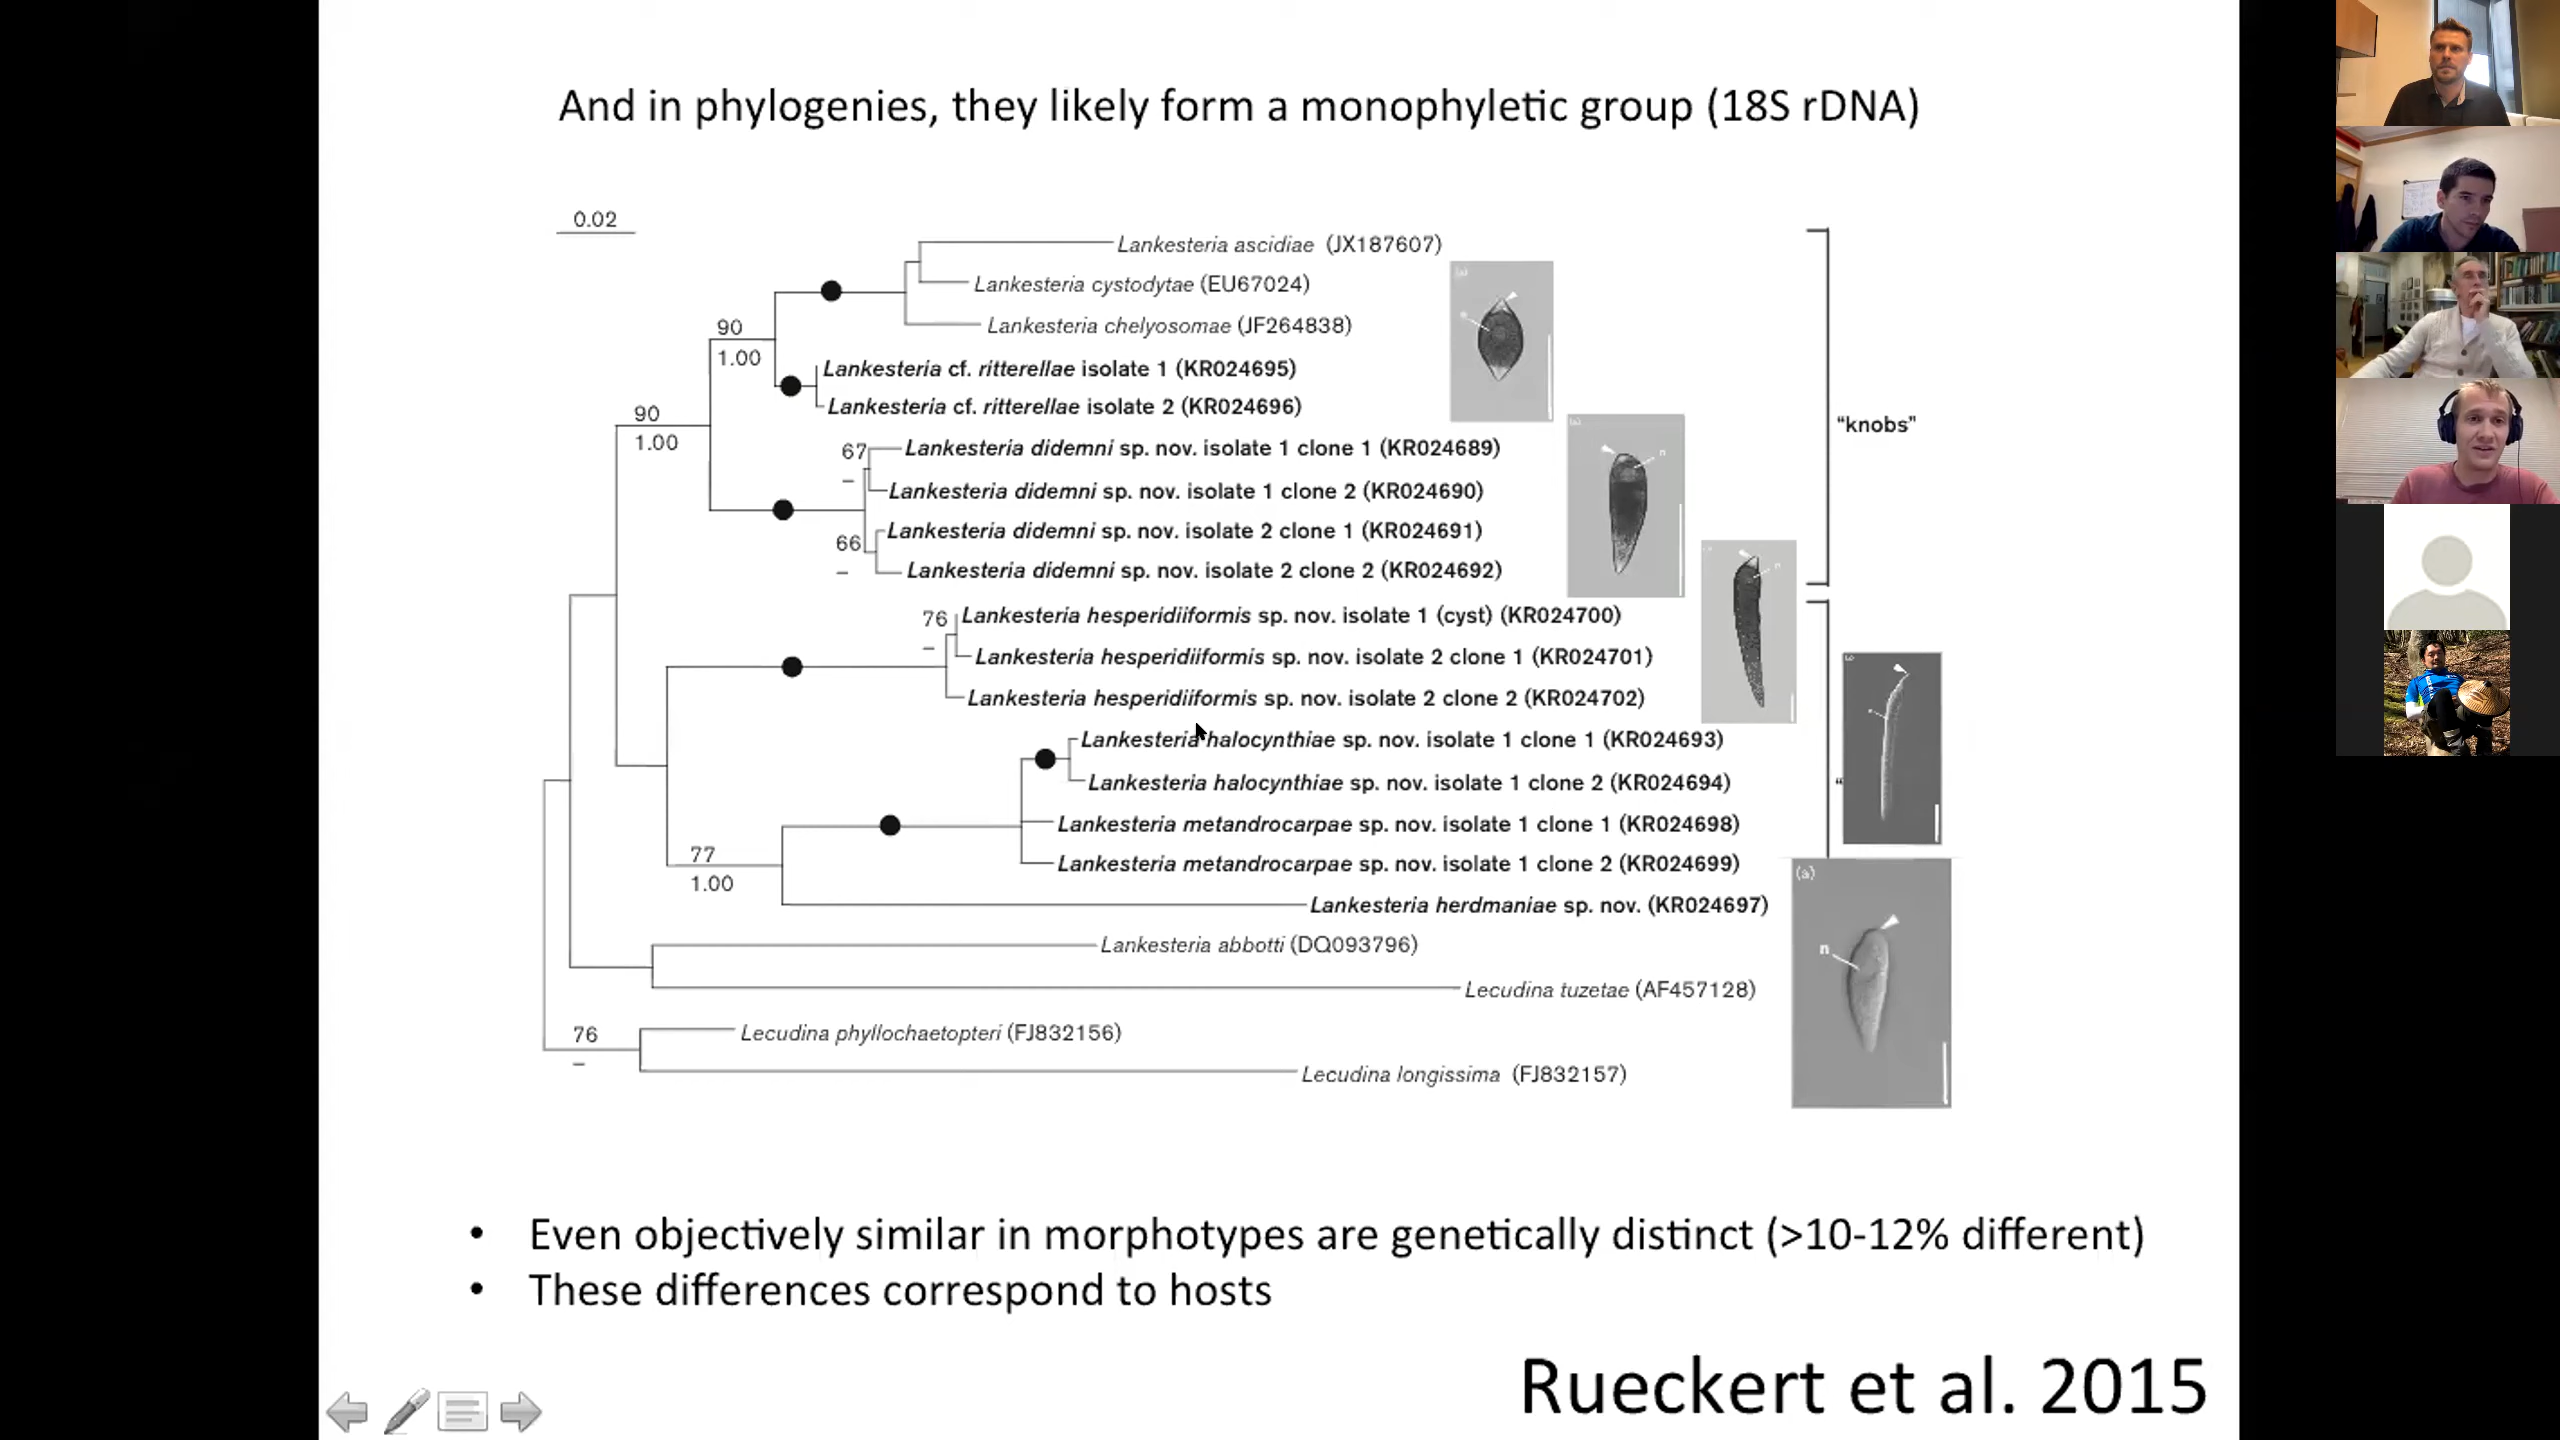 And in phylogenies, they likely form a monophyletic group (18S rDNA)
0.02
Lankesteria ascidiae (JX187607)
Lankesteria cystodytae (EU67024)
Lankesteria chelyosomae (JF264838)
90
1.00
Lankesteria cf. ritterellae isolate 1 (KR024695)
Lankesteria cf. ritterellae isolate 2 (KR024696)
90
1.00
"knobs"
67
–
Lankesteria didemni sp. nov. isolate 1 clone 1 (KR024689)
Lankesteria didemni sp. nov. isolate 1 clone 2 (KR024690)
Lankesteria didemni sp. nov. isolate 2 clone 1 (KR024691)
66
–
Lankesteria didemni sp. nov. isolate 2 clone 2 (KR024692)
76
–
Lankesteria hesperidiiformis sp. nov. isolate 1 (cyst) (KR024700)
Lankesteria hesperidiiformis sp. nov. isolate 2 clone 1 (KR024701)
Lankesteria hesperidiiformis sp. nov. isolate 2 clone 2 (KR024702)
Lankesteria halocynthiae sp. nov. isolate 1 clone 1 (KR024693)
Lankesteria halocynthiae sp. nov. isolate 1 clone 2 (KR024694)
Lankesteria metandrocarpae sp. nov. isolate 1 clone 1 (KR024698)
Lankesteria metandrocarpae sp. nov. isolate 1 clone 2 (KR024699)
77
1.00
(a)
Lankesteria herdmaniae sp. nov. (KR024697)
n
Lankesteria abbotti (DQ093796)
Lecudina tuzetae (AF457128)
76
–
Lecudina phyllochaetopteri (FJ832156)
Lecudina longissima (FJ832157)
• Even objectively similar in morphotypes are genetically distinct (>10-12% different)
• These differences correspond to hosts
Rueckert et al. 2015